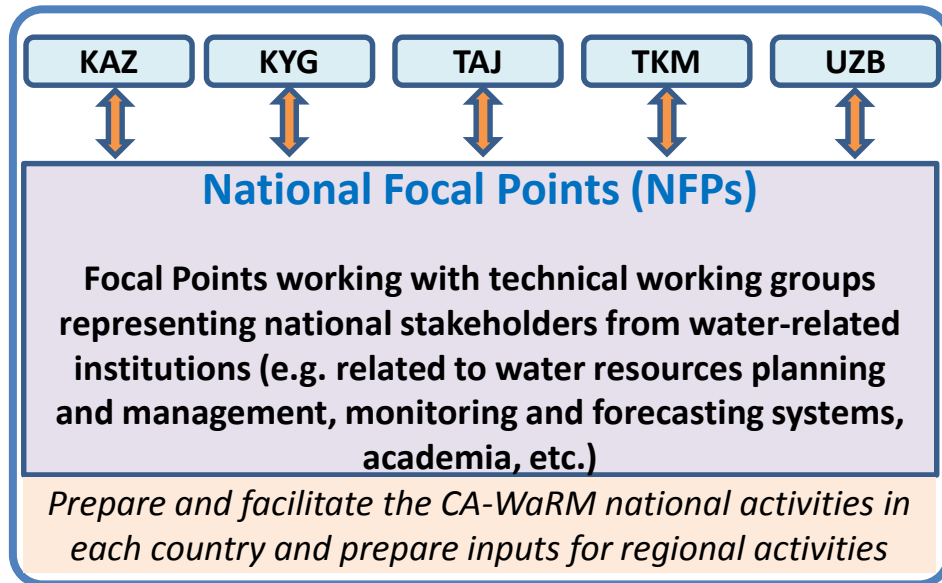 KAZ KYG TAJ TKM UZB
National Focal Points (NFPs)
Focal Points working with technical working groups
representing national stakeholders from water-related
institutions (e.g. related to water resources planning
and management, monitoring and forecasting systems,
academia, etc.)
Prepare and facilitate the CA-WaRM national activities in
each country and prepare inputs for regional activities